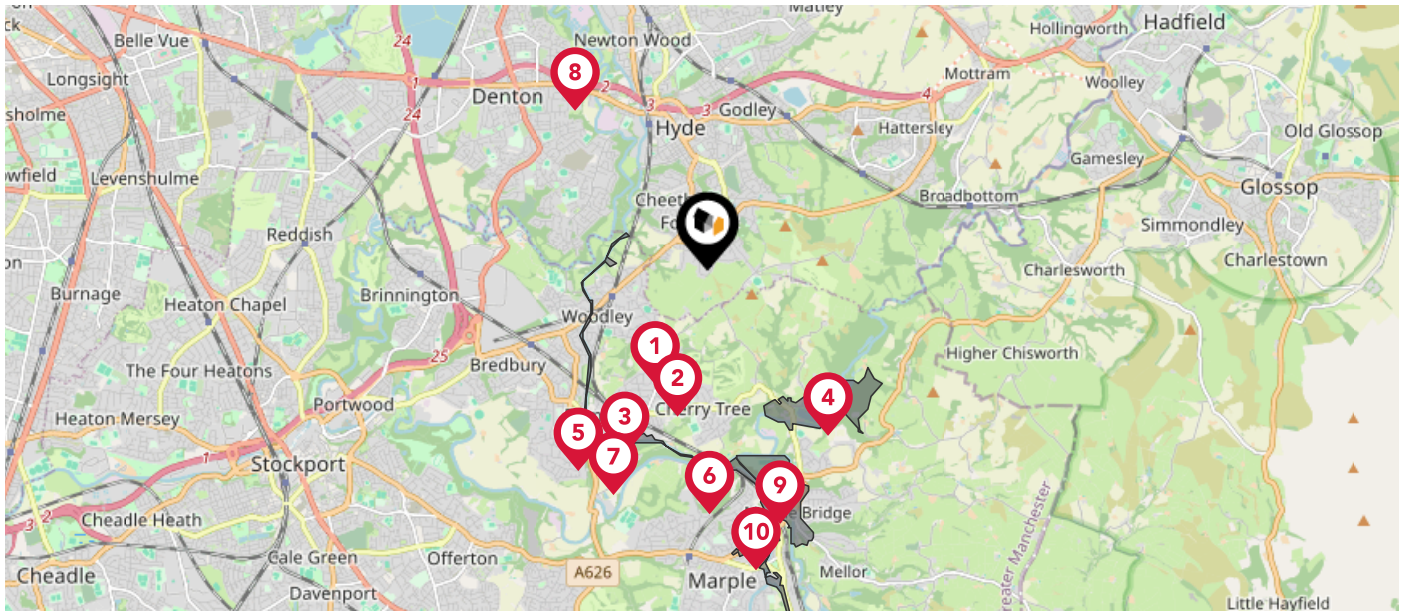 Matley
ck
24
Newton Wood
Hollingworth
Hadfield
Belle Vue
Longsight
8
1
2
Mottram
Woolley
Denton
4
3
3
Godley
sholme
24
Hyde
Hattersley
Old Glossop
Gamesley
owfield
Levenshulme
Glossop
Broadbottom
Simmondley
Reddish
Charlestown
on
Charlesworth
Burnage
Brinnington
Heaton Chapel
Woodley
1
25
Higher Chisworth
The Four Heatons
Bredbury
2
Portwood
4
Cherry Tree
Heaton Mersey
3
5
1
7
Stockport
6
9
Bridge
3
2
Cheadle Heath
10
Greater Manchester
Cale Green
Offerton
A626
Marple
Mellor
Cheadle
Davenport
Little Hayfield